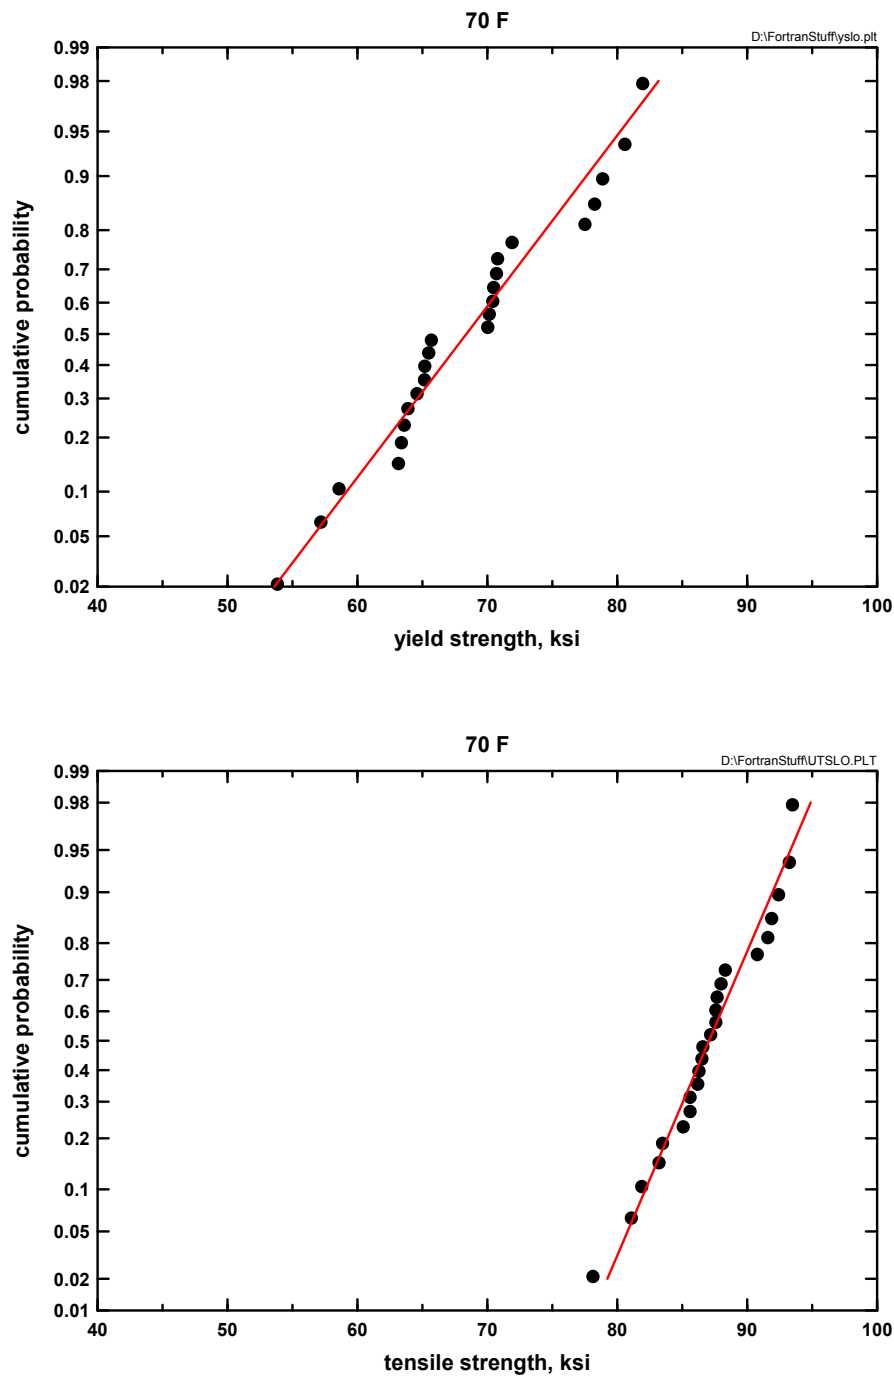 70 F
D:\FortranStuff\yslo.plt
0.99
0.98
0.95
0.9
0.8
0.7
0.6
0.5
0.4
0.3
0.2
0.1
0.05
0.02
cumulative probability
40 50 60 70 80 90 100
yield strength, ksi
70 F
D:\FortranStuff\UTSLO.PLT
0.99
0.98
0.95
0.9
0.8
0.7
0.6
0.5
0.4
0.3
0.2
0.1
0.05
0.02
0.01
cumulative probability
40 50 60 70 80 90 100
tensile strength, ksi